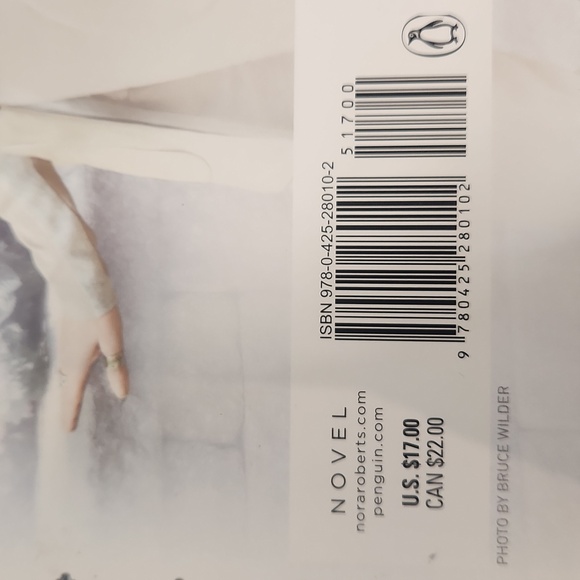 NOVEL
noraroberts.com
penguin.com
U.S. $17.00
CAN $22.00
ISBN 978-0-425-28010-2
9 780425 280102
51700
PHOTO BY BRUCE WILDER